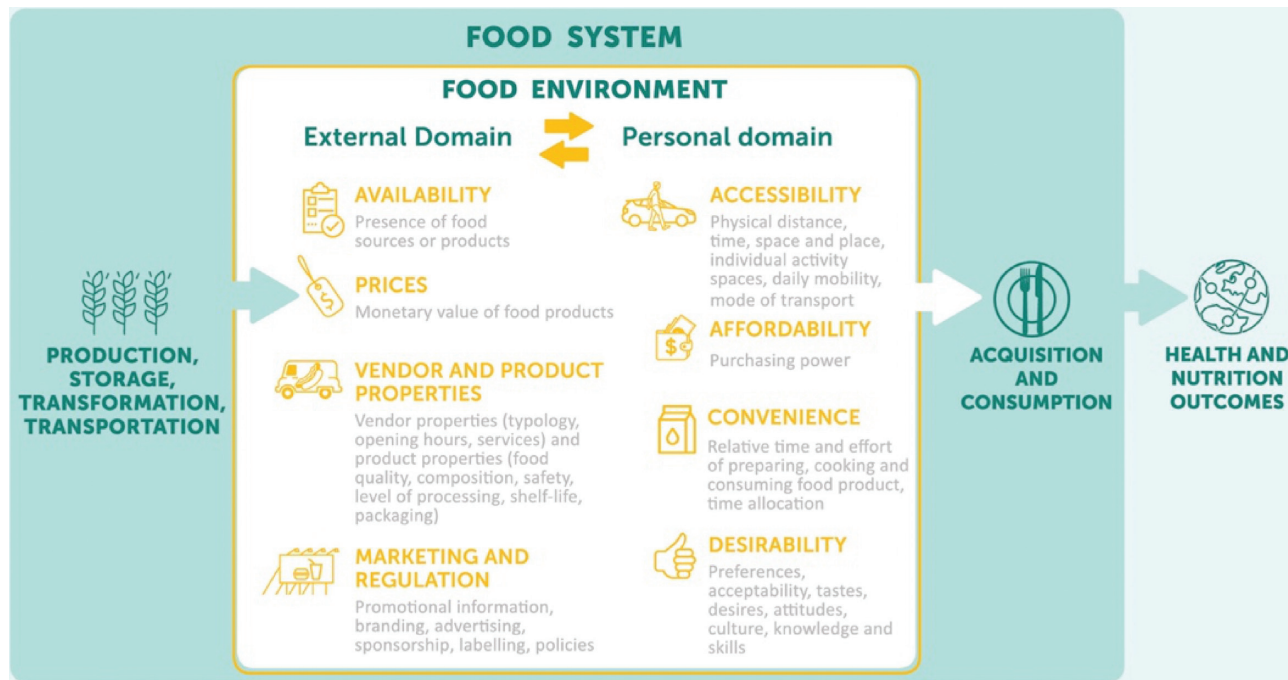 FOOD SYSTEM
FOOD ENVIRONMENT
External Domain
Personal domain
AVAILABILITY
Presence of food
sources or products
PRICES
Monetary value of food products
VENDOR AND PRODUCT
PROPERTIES
Vendor properties (typology,
opening hours, services) and
product properties (food
quality, composition, safety,
level of processing, shelf-life,
packaging)
MARKETING AND
REGULATION
Promotional information,
branding, advertising,
sponsorship, labelling, policies
ACCESSIBILITY
Physical distance,
time, space and place,
individual activity
spaces, daily mobility,
mode of transport
AFFORDABILITY
Purchasing power
CONVENIENCE
Relative time and effort
of preparing, cooking and
consuming food product,
time allocation
DESIRABILITY
Preferences,
acceptability, tastes,
desires, attitudes,
culture, knowledge and
skills
PRODUCTION,
STORAGE,
TRANSFORMATION,
TRANSPORTATION
ACQUISITION
AND
CONSUMPTION
HEALTH AND
NUTRITION
OUTCOMES